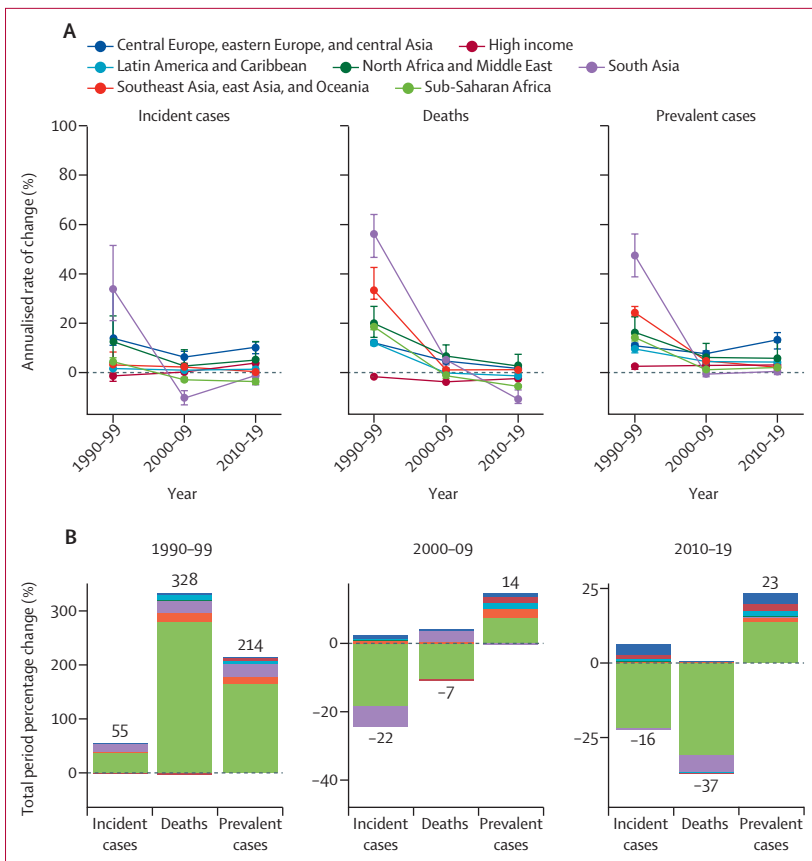 A
Central Europe, eastern Europe, and central Asia High income
Latin America and Caribbean North Africa and Middle East South Asia
Southeast Asia, east Asia, and Oceania Sub-Saharan Africa
Incident cases Deaths Prevalent cases
Annualised rate of change (%)
100
80
60
40
20
0
1990–99 2000–09 2010–19 1990–99 2000–09 2010–19 1990–99 2000–09 2010–19
Year Year Year
B
1990–99 2000–09 2010–19
Total period percentage change (%)
300
200
100
0
55
328
214
0
–20
–40
–22
–7
14
25
0
–25
–16
–37
23
Incident cases Deaths Prevalent cases Incident cases Deaths Prevalent cases Incident cases Deaths Prevalent cases